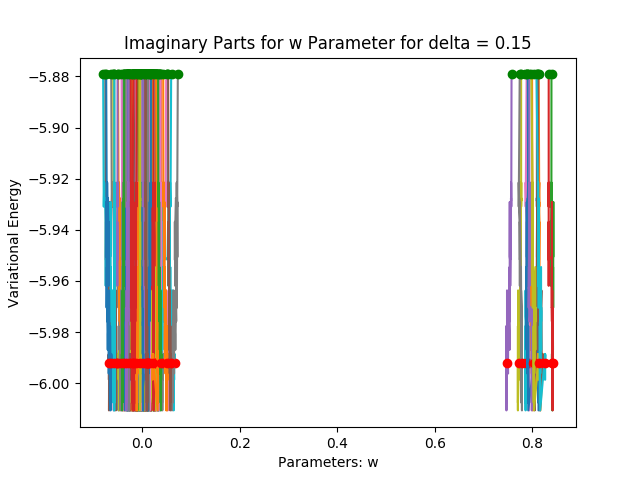 Imaginary Parts for w Parameter for delta = 0.15
Variational Energy
−5.88
−5.90
−5.92
−5.94
−5.96
−5.98
−6.00
0.0 0.2 0.4 0.6 0.8
Parameters: w